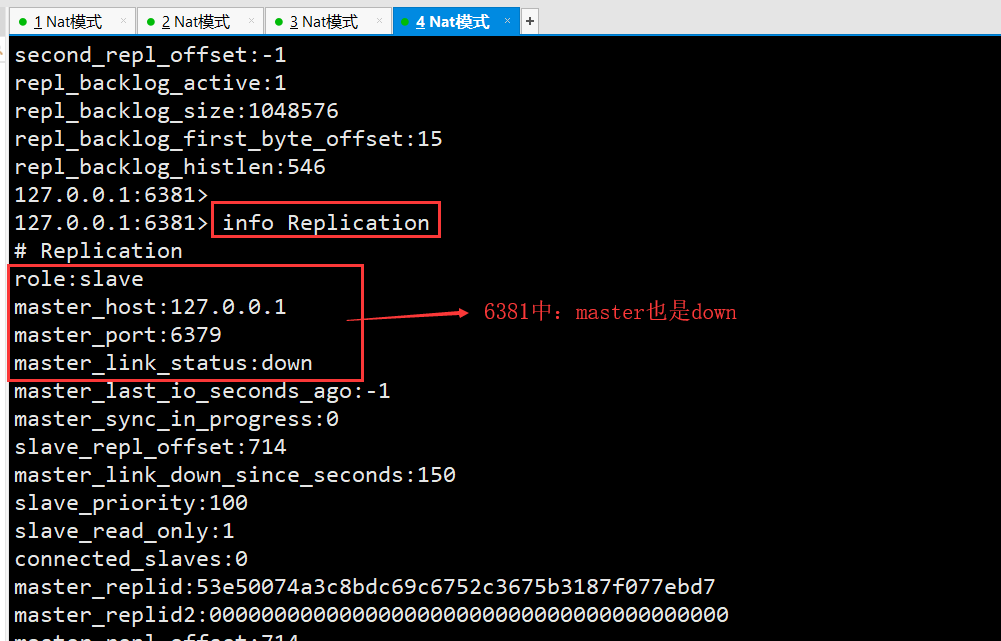 1 Nat模式 × 2 Nat模式 × 3 Nat模式 × 4 Nat模式 × +
second_repl_offset:-1
repl_backlog_active:1
repl_backlog_size:1048576
repl_backlog_first_byte_offset:15
repl_backlog_histlen:546
127.0.0.1:6381>
127.0.0.1:6381> info Replication
# Replication
role:slave
master_host:127.0.0.1
6381中：master也是down
master_port:6379
master_link_status:down
master_last_io_seconds_ago:-1
master_sync_in_progress:0
slave_repl_offset:714
master_link_down_since_seconds:150
slave_priority:100
slave_read_only:1
connected_slaves:0
master_replid:53e50074a3c8bdc69c6752c3675b3187f077ebd7
master_replid2:0000000000000000000000000000000000000000
master_repl_offset:714